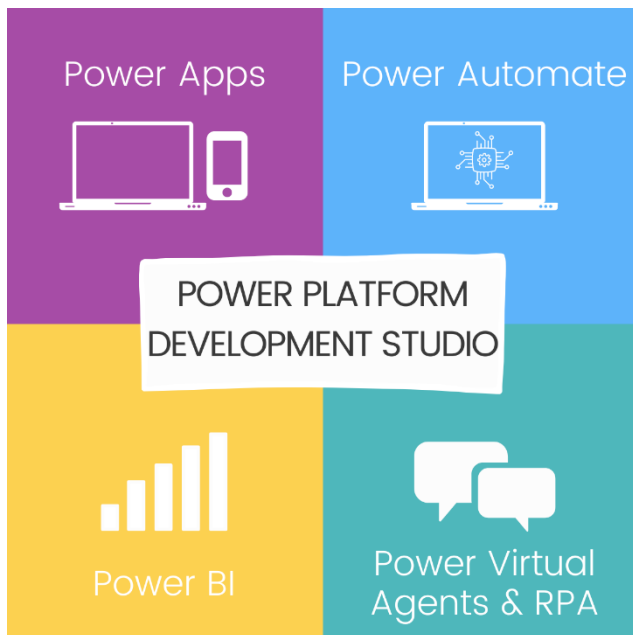 Power Apps
Power Automate
POWER PLATFORM
DEVELOPMENT STUDIO
Power BI
Power Virtual
Agents & RPA